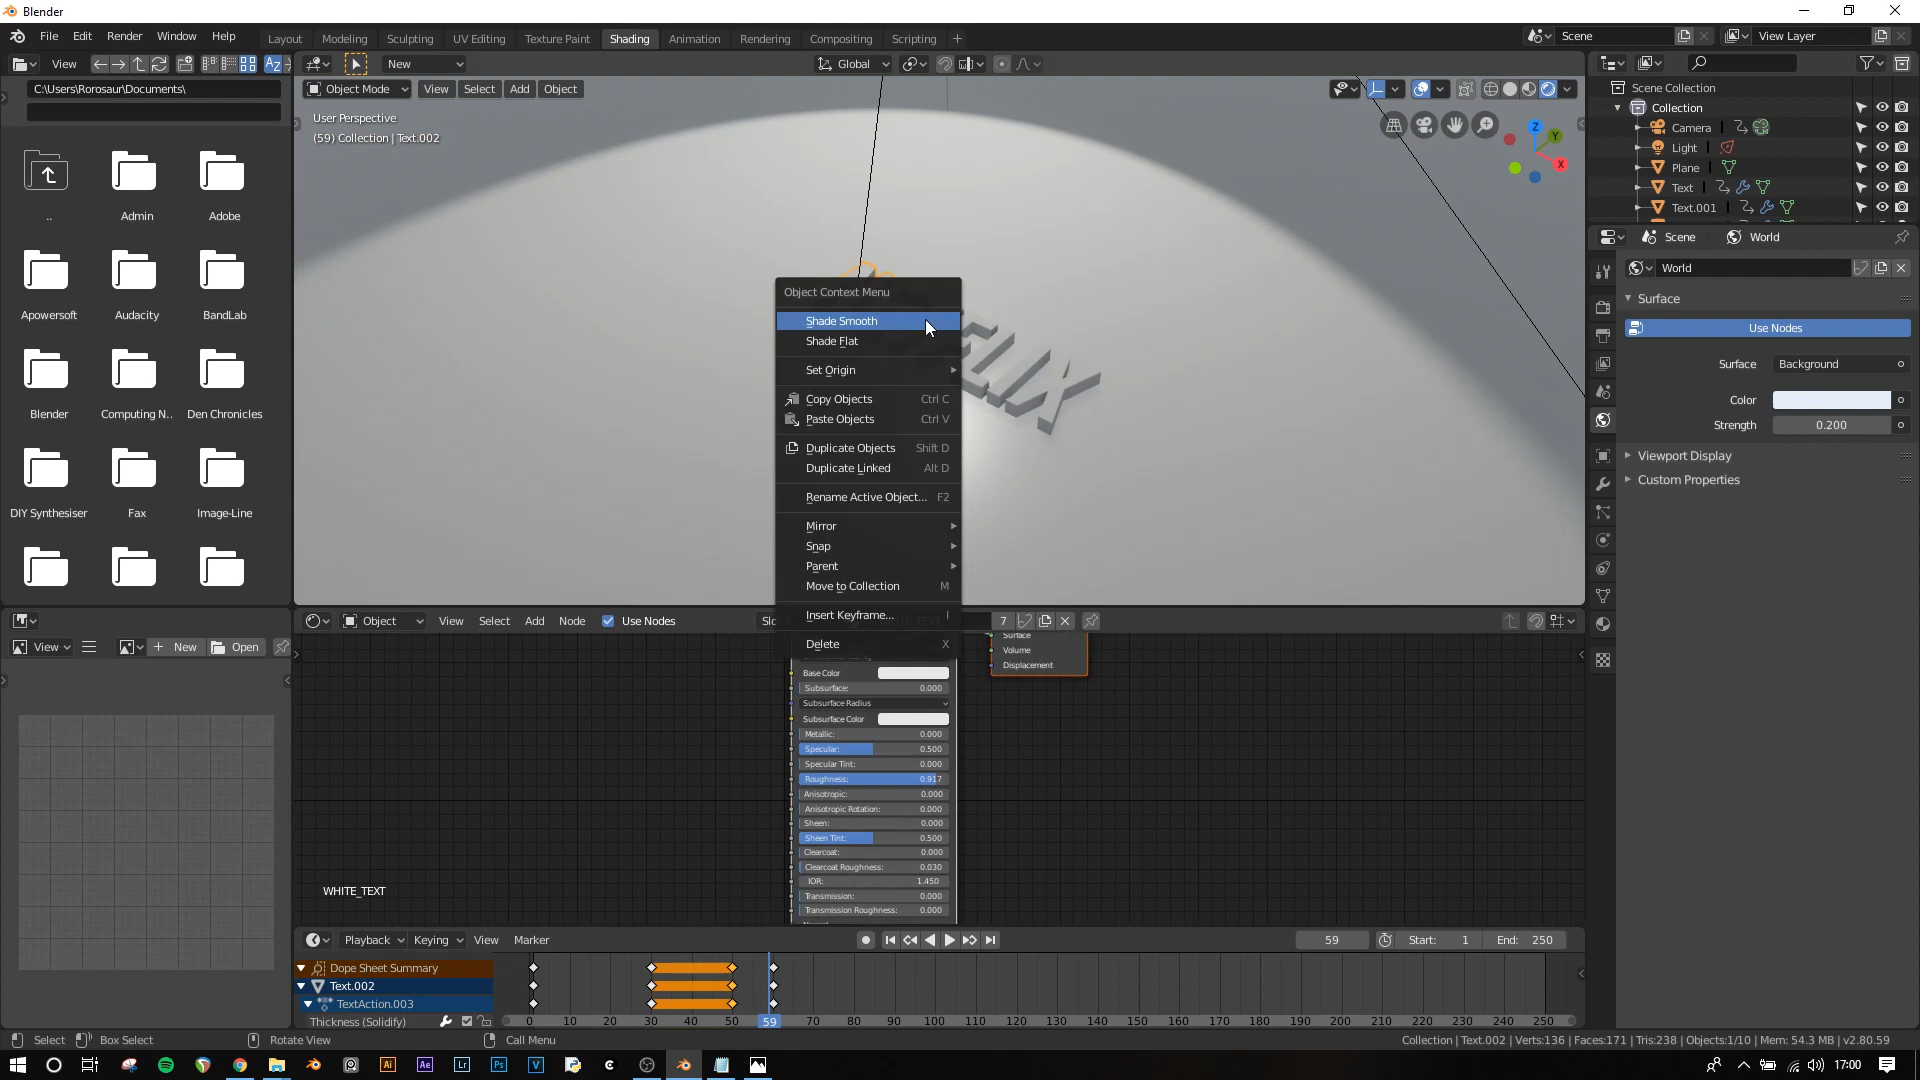 Blender
File Edit Render Window Help
Layout Modeling Sculpting UV Editing Texture Paint Shading Animation Rendering Compositing Scripting +
Scene View Layer
View
New
Global
C:\Users\Rorosaur\Documents\
Object Mode View Select Add Object
User Perspective
(59) Collection | Text.002
Z
Y
X
Scene Collection
Collection
Camera
Light
Plane
Text
Text.001
Scene World
World
Surface
Use Nodes
Surface Background
Color
Strength 0.200
Viewport Display
Custom Properties
..
Admin
Adobe
Apowersoft
Audacity
BandLab
Blender
Computing N..
Den Chronicles
DIY Synthesiser
Fax
Image-Line
Object Context Menu
Shade Smooth
Shade Flat
Set Origin
Copy Objects Ctrl C
Paste Objects Ctrl V
Duplicate Objects Shift D
Duplicate Linked Alt D
Rename Active Object... F2
Mirror
Snap
Parent
Move to Collection M
Insert Keyframe... I
Delete X
FLIX
View New Open
Object View Select Add Node Use Nodes Slo 7
Surface
Volume
Displacement
Base Color
Subsurface: 0.000
Subsurface Radius
Subsurface Color
Metallic: 0.000
Specular: 0.500
Specular Tint: 0.000
Roughness: 0.917
Anisotropic: 0.000
Anisotropic Rotation: 0.000
Sheen: 0.000
Sheen Tint: 0.500
Clearcoat: 0.000
Clearcoat Roughness: 0.030
IOR: 1.450
Transmission: 0.000
Transmission Roughness: 0.000
WHITE_TEXT
Playback Keying View Marker 59 Start: 1 End: 250
Dope Sheet Summary
Text.002
TextAction.003
Thickness (Solidify)
0 10 20 30 40 50 59 70 80 90 100 110 120 130 140 150 160 170 180 190 200 210 220 230 240 250
Select Box Select Rotate View Call Menu
Collection | Text.002 | Verts:136 | Faces:171 | Tris:238 | Objects:1/10 | Mem: 54.3 MB | v2.80.59
Ai Ae Lr Ps V C
17:00